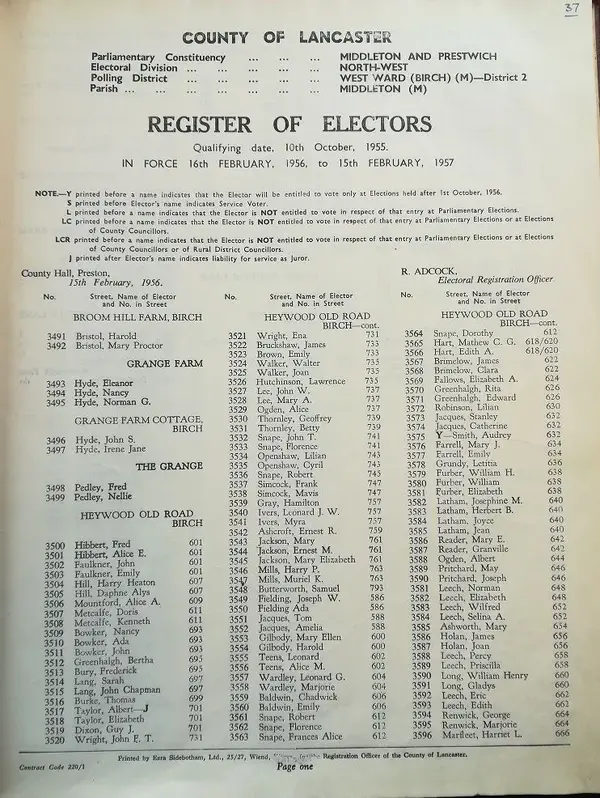 37
COUNTY OF LANCASTER
Parliamentary Constituency ... ... ... MIDDLETON AND PRESTWICH
Electoral Division ... ... ... ... ... NORTH-WEST
Polling District ... ... ... ... ... WEST WARD (BIRCH) (M)—District 2
Parish ... ... ... ... ... ... ... MIDDLETON (M)
REGISTER OF ELECTORS
Qualifying date, 10th October, 1955.
IN FORCE 16th FEBRUARY, 1956, to 15th FEBRUARY, 1957
NOTE.—Y printed before a name indicates that the Elector will be entitled to vote only at Elections held after 1st October, 1956.
S printed before Elector's name indicates Service Voter.
L printed before a name indicates that the Elector is NOT entitled to vote in respect of that entry at Parliamentary Elections.
LC printed before a name indicates that the Elector is NOT entitled to vote in respect of that entry at Parliamentary Elections or at Elections
of County Councillors.
LCR printed before a name indicates that the Elector is NOT entitled to vote in respect of that entry at Parliamentary Elections or at Elections
of County Councillors or of Rural District Councillors.
J printed after Elector's name indicates liability for service as Juror.
County Hall, Preston,
15th February, 1956.
R. ADCOCK,
Electoral Registration Officer
No. Street, Name of Elector
and No. in Street
BROOM HILL FARM, BIRCH
3491 Bristol, Harold
3492 Bristol, Mary Proctor
GRANGE FARM
3493 Hyde, Eleanor
3494 Hyde, Nancy
3495 Hyde, Norman G.
GRANGE FARM COTTAGE,
BIRCH
3496 Hyde, John S.
3497 Hyde, Irene Jane
THE GRANGE
3498 Pedley, Fred
3499 Pedley, Nellie
HEYWOOD OLD ROAD
BIRCH
3500 Hibbert, Fred 601
3501 Hibbert, Alice E. 601
3502 Faulkner, John 601
3503 Faulkner, Emily 601
3504 Hill, Harry Heaton 607
3505 Hill, Daphne Alys 607
3506 Mountford, Alice A. 609
3507 Metcalfe, Doris 611
3508 Metcalfe, Kenneth 611
3509 Bowker, Nancy 693
3510 Bowker, Ada 693
3511 Bowker, John 693
3512 Greenhalgh, Bertha 695
3513 Bury, Frederick 695
3514 Lang, Sarah 697
3515 Lang, John Chapman 697
3516 Burke, Thomas 699
3517 Taylor, Albert—J 701
3518 Taylor, Elizabeth 701
3519 Dixon, Guy J. 701
3520 Wright, John E. T. 731
No. Street, Name of Elector
and No. in Street
HEYWOOD OLD ROAD
BIRCH—cont.
3521 Wright, Ena 731
3522 Bruckshaw, James 733
3523 Brown, Emily 733
3524 Walker, Walter 735
3525 Walker, Joan 735
3526 Hutchinson, Lawrence 735
3527 Lee, John W. 737
3528 Lee, Mary A. 737
3529 Ogden, Alice 737
3530 Thornley, Geoffrey 739
3531 Thornley, Betty 739
3532 Snape, John T. 741
3533 Snape, Florence 741
3534 Openshaw, Lilian 743
3535 Openshaw, Cyril 743
3536 Snape, Robert 745
3537 Simcock, Frank 747
3538 Simcock, Mavis 747
3539 Gray, Hamilton 757
3540 Ivers, Leonard J. W. 757
3541 Ivers, Myra 757
3542 Ashcroft, Ernest R. 759
3543 Jackson, Mary 761
3544 Jackson, Ernest M. 761
3545 Jackson, Mary Elizabeth 761
3546 Mills, Harry P. 763
3547 Mills, Muriel K. 763
3548 Butterworth, Samuel 793
3549 Fielding, Joseph W. 586
3550 Fielding Ada 586
3551 Jacques, Tom 588
3552 Jacques, Amelia 588
3553 Gilbody, Mary Ellen 600
3554 Gilbody, Harold 600
3555 Teens, Leonard 602
3556 Teens, Alice M. 602
3557 Wardley, Leonard G. 604
3558 Wardley, Marjorie 604
3559 Baldwin, Chadwick 606
3560 Baldwin, Emily 606
3561 Snape, Robert 612
3562 Snape, Florence 612
3563 Snape, Frances Alice 612
No. Street, Name of Elector
and No. in Street
HEYWOOD OLD ROAD
BIRCH—cont.
3564 Snape, Dorothy 612
3565 Hart, Mathew C. G. 618/620
3566 Hart, Edith A. 618/620
3567 Brimelow, James 622
3568 Brimelow, Clara 622
3569 Fallows, Elizabeth A. 624
3570 Greenhalgh, Rita 626
3571 Greenhalgh, Edward 626
3572 Robinson, Lilian 630
3573 Jacques, Stanley 632
3574 Jacques, Catherine 632
3575 Y—Smith, Audrey 632
3576 Farrell, Mary J. 634
3577 Farrell, Emily 634
3578 Grundy, Letitia 636
3579 Furber, William H. 638
3580 Furber, William 638
3581 Furber, Elizabeth 638
3582 Latham, Josephine M. 640
3583 Latham, Herbert B. 640
3584 Latham, Joyce 640
3585 Latham, Jean 640
3586 Reader, Mary E. 642
3587 Reader, Granville 642
3588 Ogden, Albert 644
3589 Pritchard, May 646
3590 Pritchard, Joseph 646
3581 Leech, Norman 648
3582 Leech, Elizabeth 648
3583 Leech, Wilfred 652
3584 Leech, Selina A. 652
3585 Ashworth, Mary 654
3586 Holan, James 656
3587 Holan, Joan 656
3588 Leech, Percy 658
3589 Leech, Priscilla 658
3590 Long, William Henry 660
3591 Long, Gladys 660
3592 Leech, Eric 662
3593 Leech, Edith 662
3594 Renwick, George 664
3595 Renwick, Marjorie 664
3596 Marfleet, Harriet L. 666
Printed by Ezra Sidebotham, Ltd., 25/27, Wiend, Registration Officer of the County of Lancaster.
Contract Code 220/1
Page one